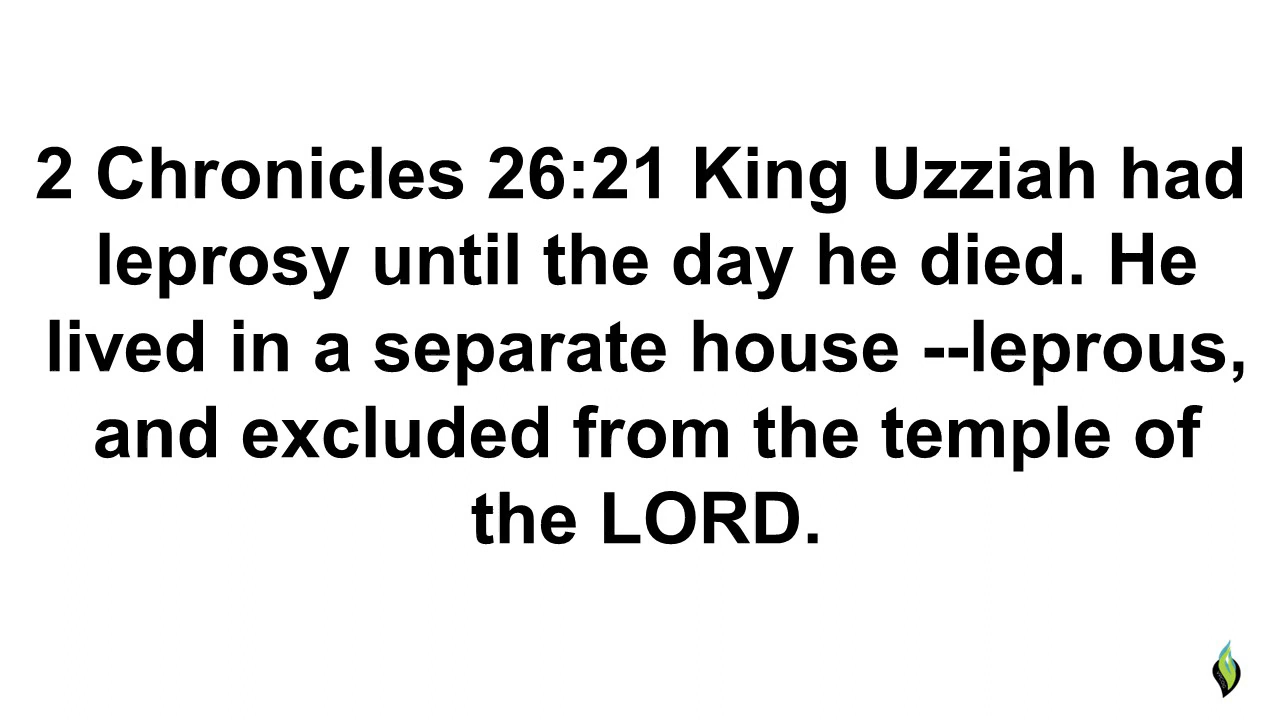 2 Chronicles 26:21 King Uzziah had
leprosy until the day he died. He
lived in a separate house --leprous,
and excluded from the temple of
the LORD.